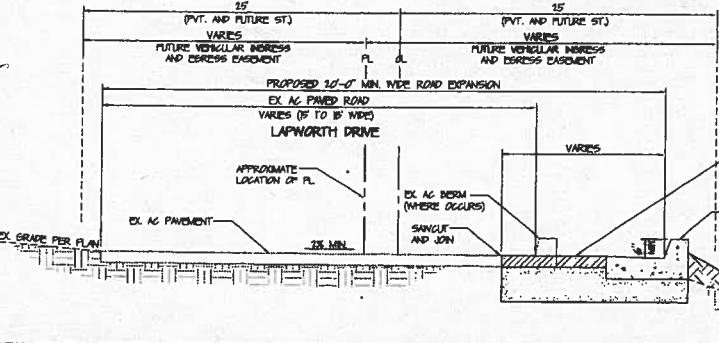 25'
25'
(PVT. AND FUTURE ST.)
(PVT. AND FUTURE ST.)
VARIES
VARIES
FUTURE VEHICULAR INGRESS
AND EGRESS EASEMENT
PL
CL
FUTURE VEHICULAR INGRESS
AND EGRESS EASEMENT
PROPOSED 20'-0" MIN. WIDE ROAD EXPANSION
EX. AC PAVED ROAD
VARIES (15' TO 18' WIDE)
LAPWORTH DRIVE
VARIES
APPROXIMATE
LOCATION OF PL
EX. AC BERM
(WHERE OCCURS)
EX. AC PAVEMENT
SAWCUT
AND JOIN
EX. GRADE PER PLAN
2% MIN.